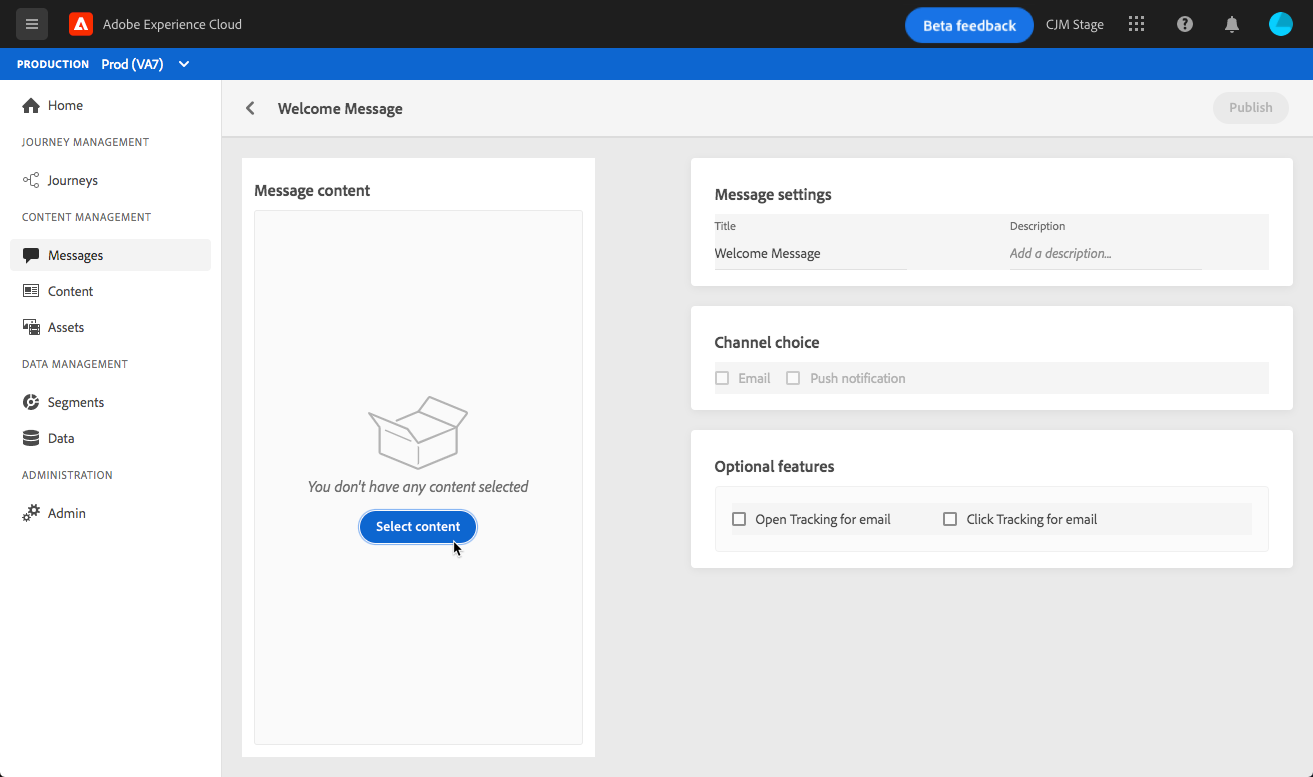 Adobe Experience Cloud
Beta feedback
CJM Stage
PRODUCTION Prod (VA7)
Home
JOURNEY MANAGEMENT
Journeys
CONTENT MANAGEMENT
Messages
Content
Assets
DATA MANAGEMENT
Segments
Data
ADMINISTRATION
Admin
Welcome Message
Publish
Message content
You don't have any content selected
Select content
Message settings
Title
Description
Welcome Message
Add a description...
Channel choice
Email
Push notification
Optional features
Open Tracking for email
Click Tracking for email